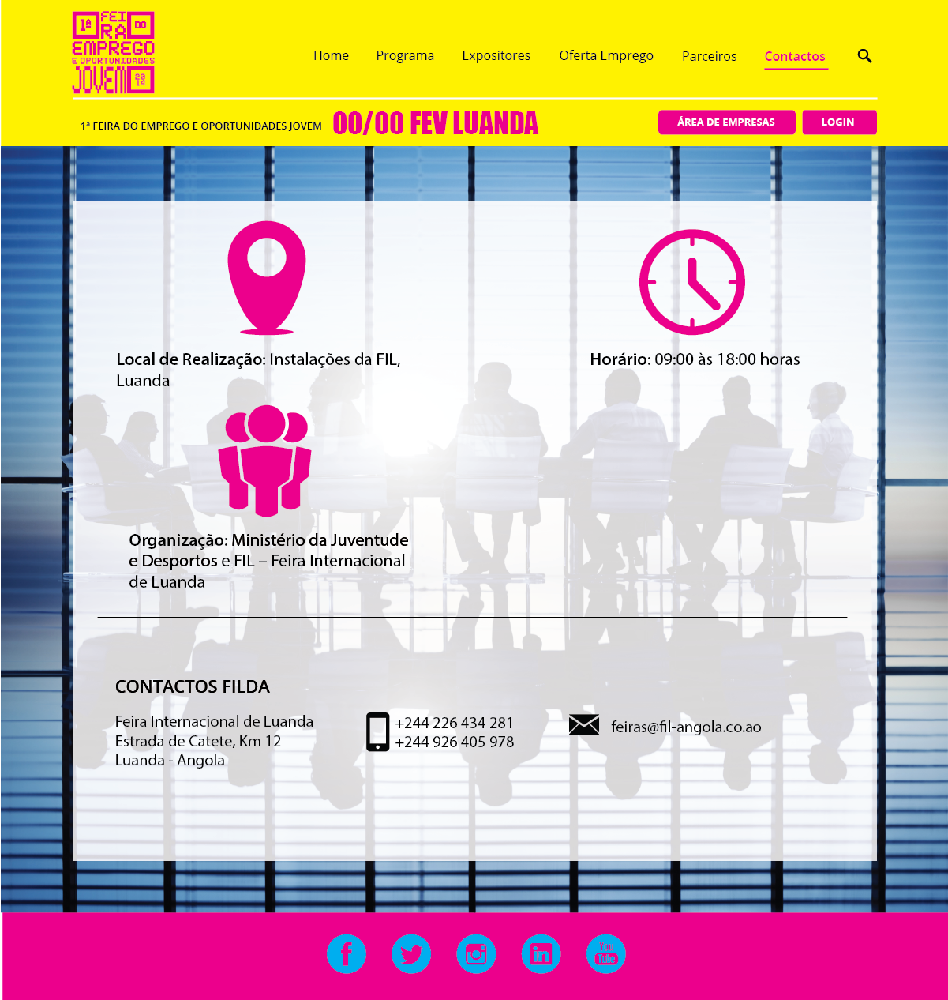 1ª
FEI
RA
DO
EMPREGO
E OPORTUNIDADES
JOVEM
2014
Home
Programa
Expositores
Oferta Emprego
Parceiros
Contactos
1ª FEIRA DO EMPREGO E OPORTUNIDADES JOVEM
00/00 FEV LUANDA
ÁREA DE EMPRESAS
LOGIN
Local de Realização: Instalações da FIL,
Luanda
Horário: 09:00 às 18:00 horas
Organização: Ministério da Juventude
e Desportos e FIL – Feira Internacional
de Luanda
CONTACTOS FILDA
Feira Internacional de Luanda
Estrada de Catete, Km 12
Luanda - Angola
+244 226 434 281
+244 926 405 978
feiras@fil-angola.co.ao
You
Tube